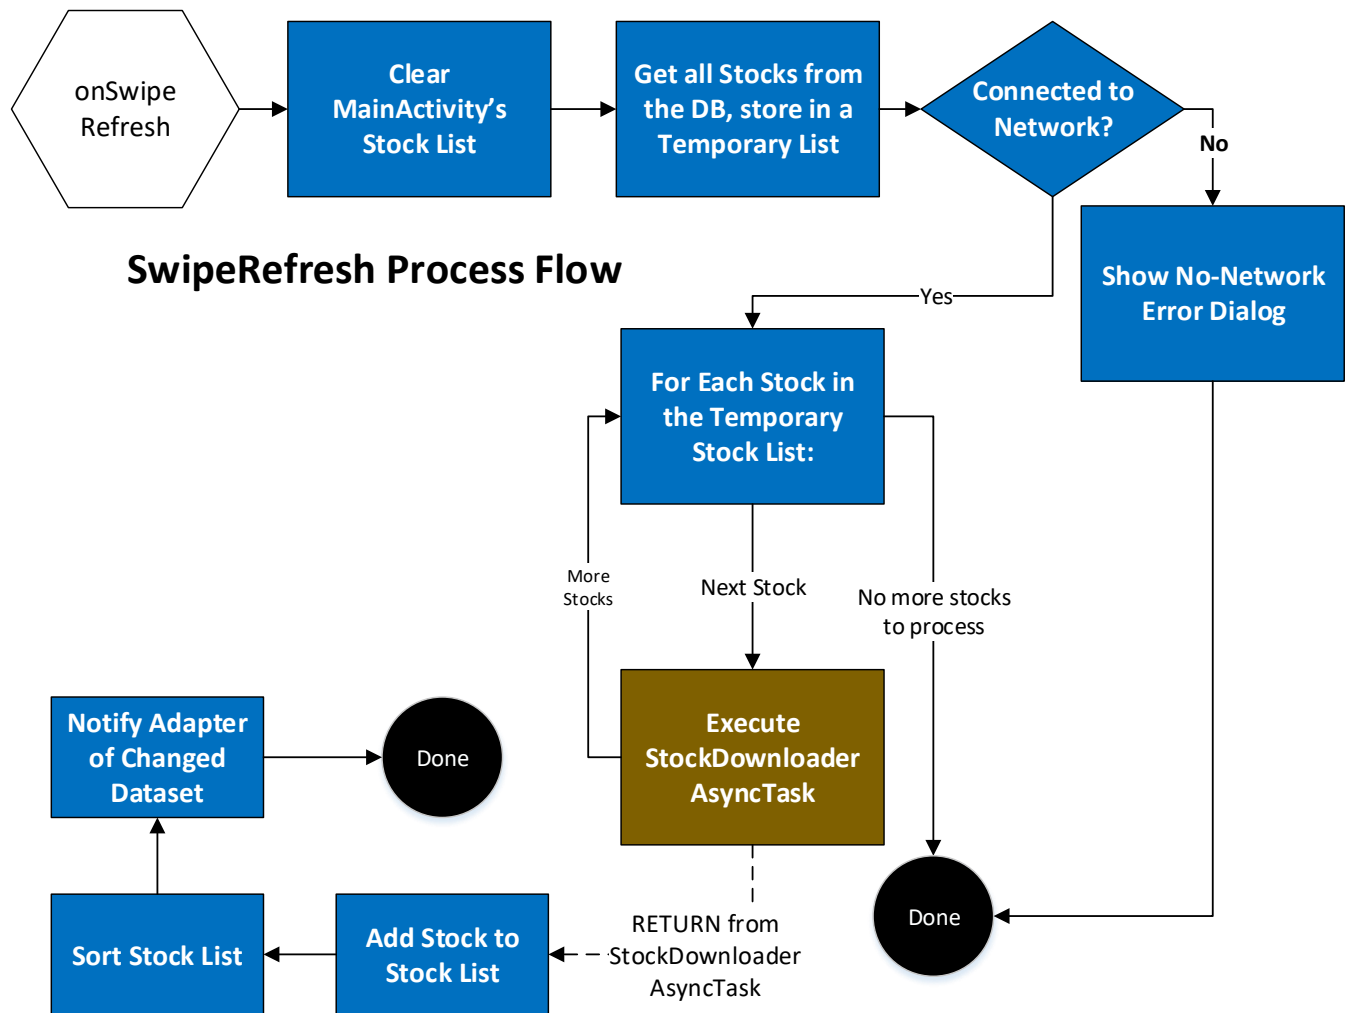 onSwipe
Refresh
Clear
MainActivity’s
Stock List
Get all Stocks from
the DB, store in a
Temporary List
Connected to
Network?
No
SwipeRefresh Process Flow
Show No-Network
Error Dialog
Yes
For Each Stock in
the Temporary
Stock List:
More
Stocks
Next Stock
No more stocks
to process
Notify Adapter
of Changed
Dataset
Done
Execute
StockDownloader
AsyncTask
Sort Stock List
Add Stock to
Stock List
RETURN from
StockDownloader
AsyncTask
Done